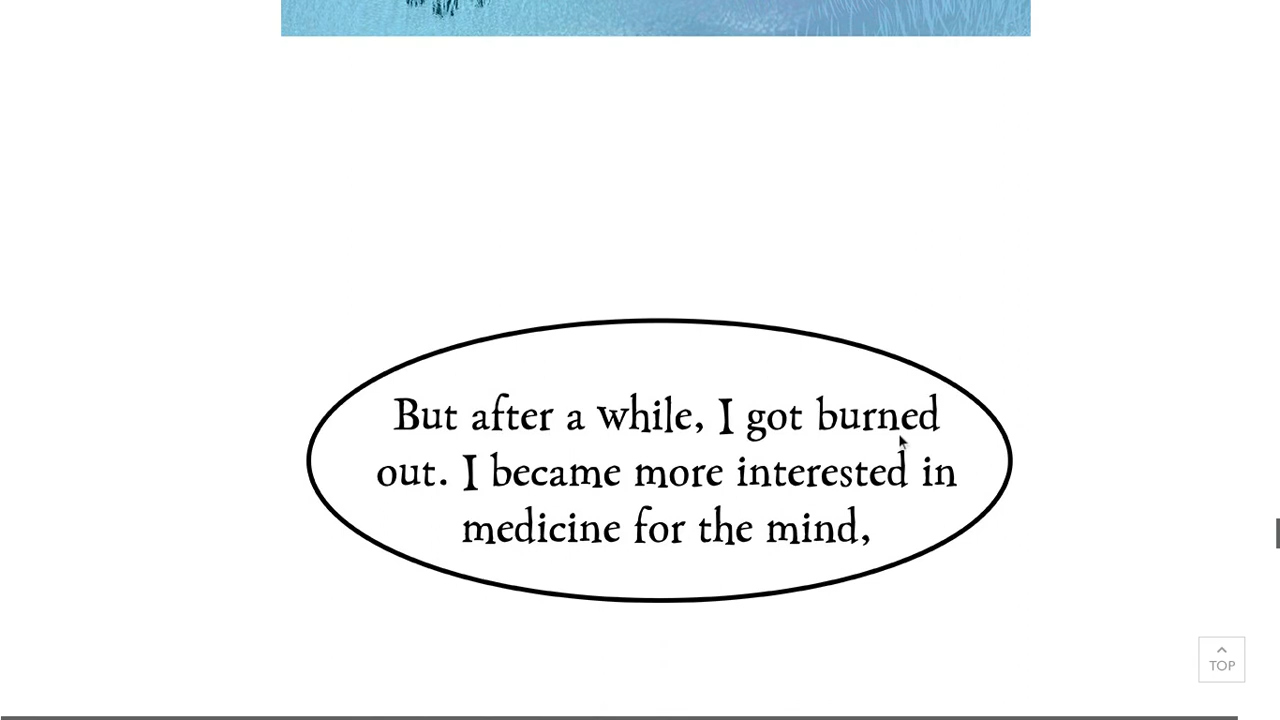 But after a while, I got burned
out. I became more interested in
medicine for the mind,
TOP